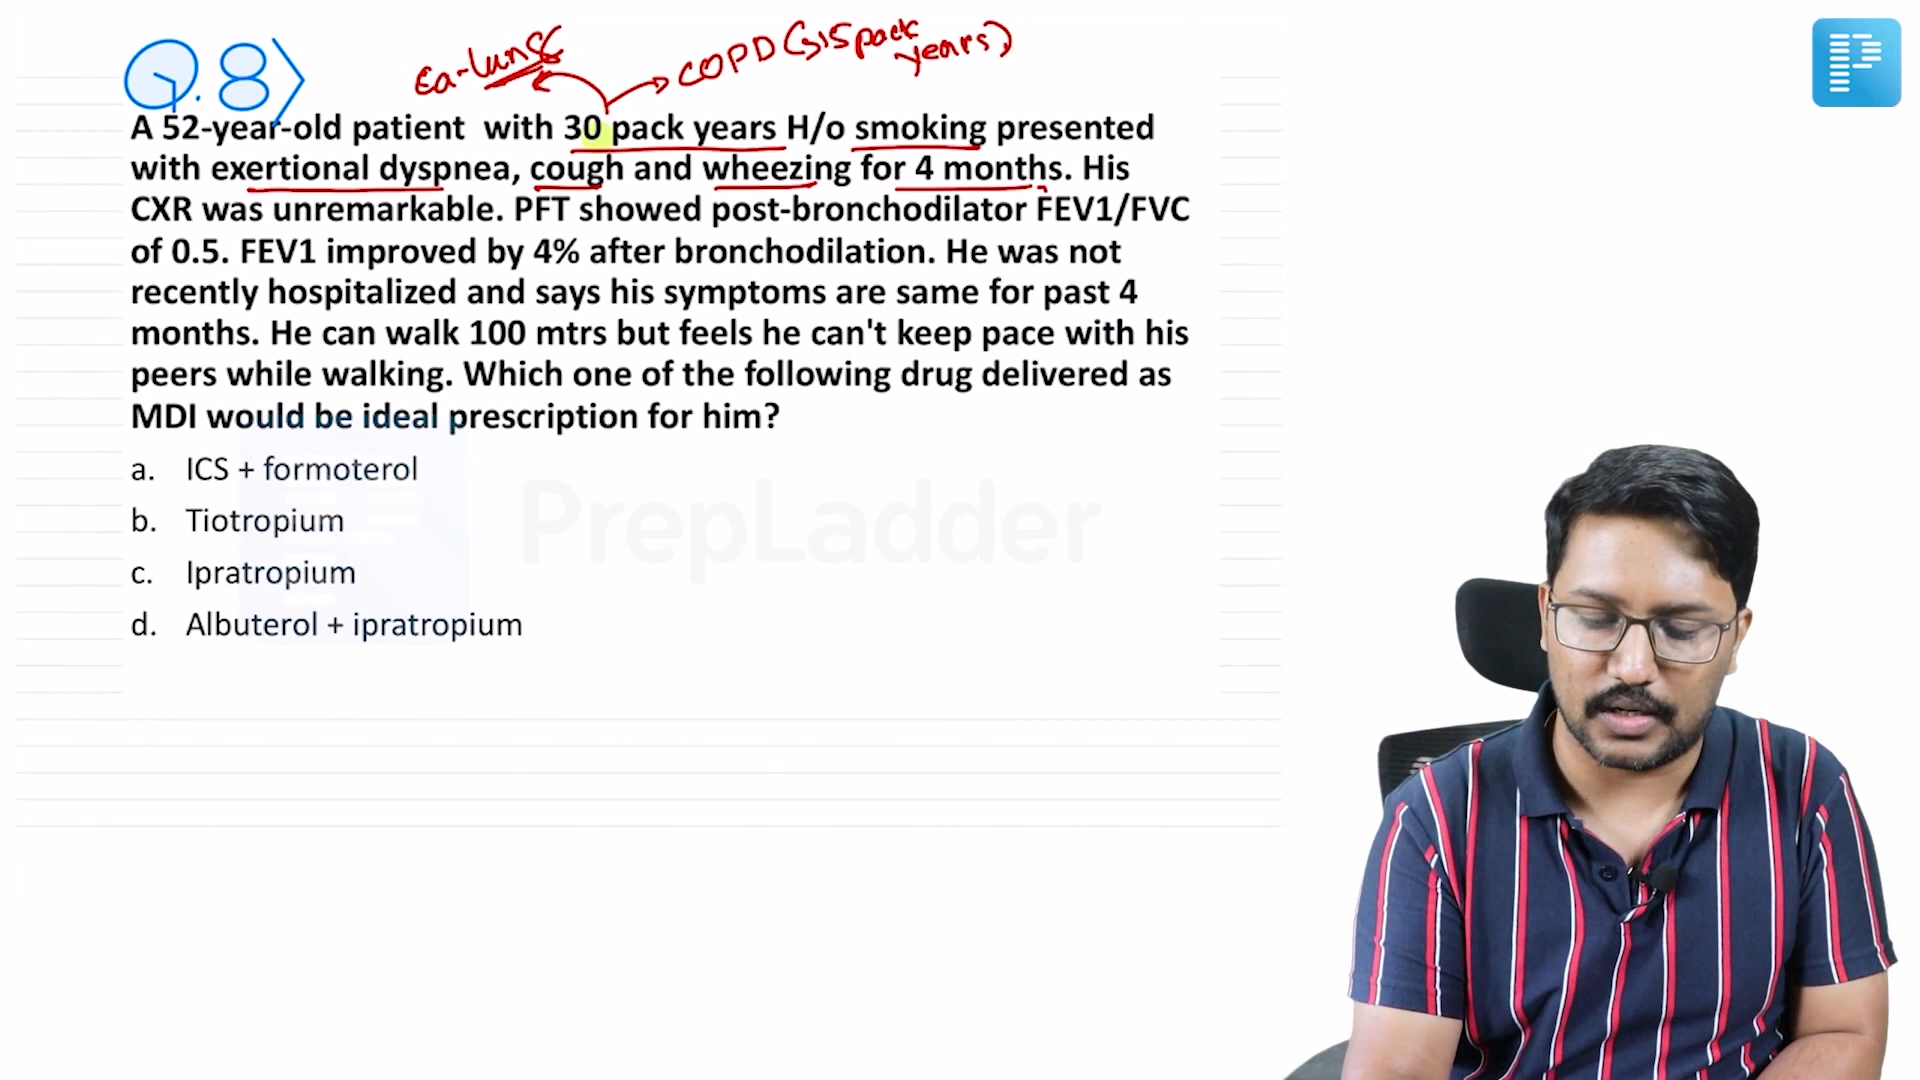 Q.8)
Ca-lung
COPD (>15 pack years)
A 52-year-old patient with 30 pack years H/o smoking presented
with exertional dyspnea, cough and wheezing for 4 months. His
CXR was unremarkable. PFT showed post-bronchodilator FEV1/FVC
of 0.5. FEV1 improved by 4% after bronchodilation. He was not
recently hospitalized and says his symptoms are same for past 4
months. He can walk 100 mtrs but feels he can't keep pace with his
peers while walking. Which one of the following drug delivered as
MDI would be ideal prescription for him?
a. ICS + formoterol
b. Tiotropium
c. Ipratropium
d. Albuterol + ipratropium
PrepLadder